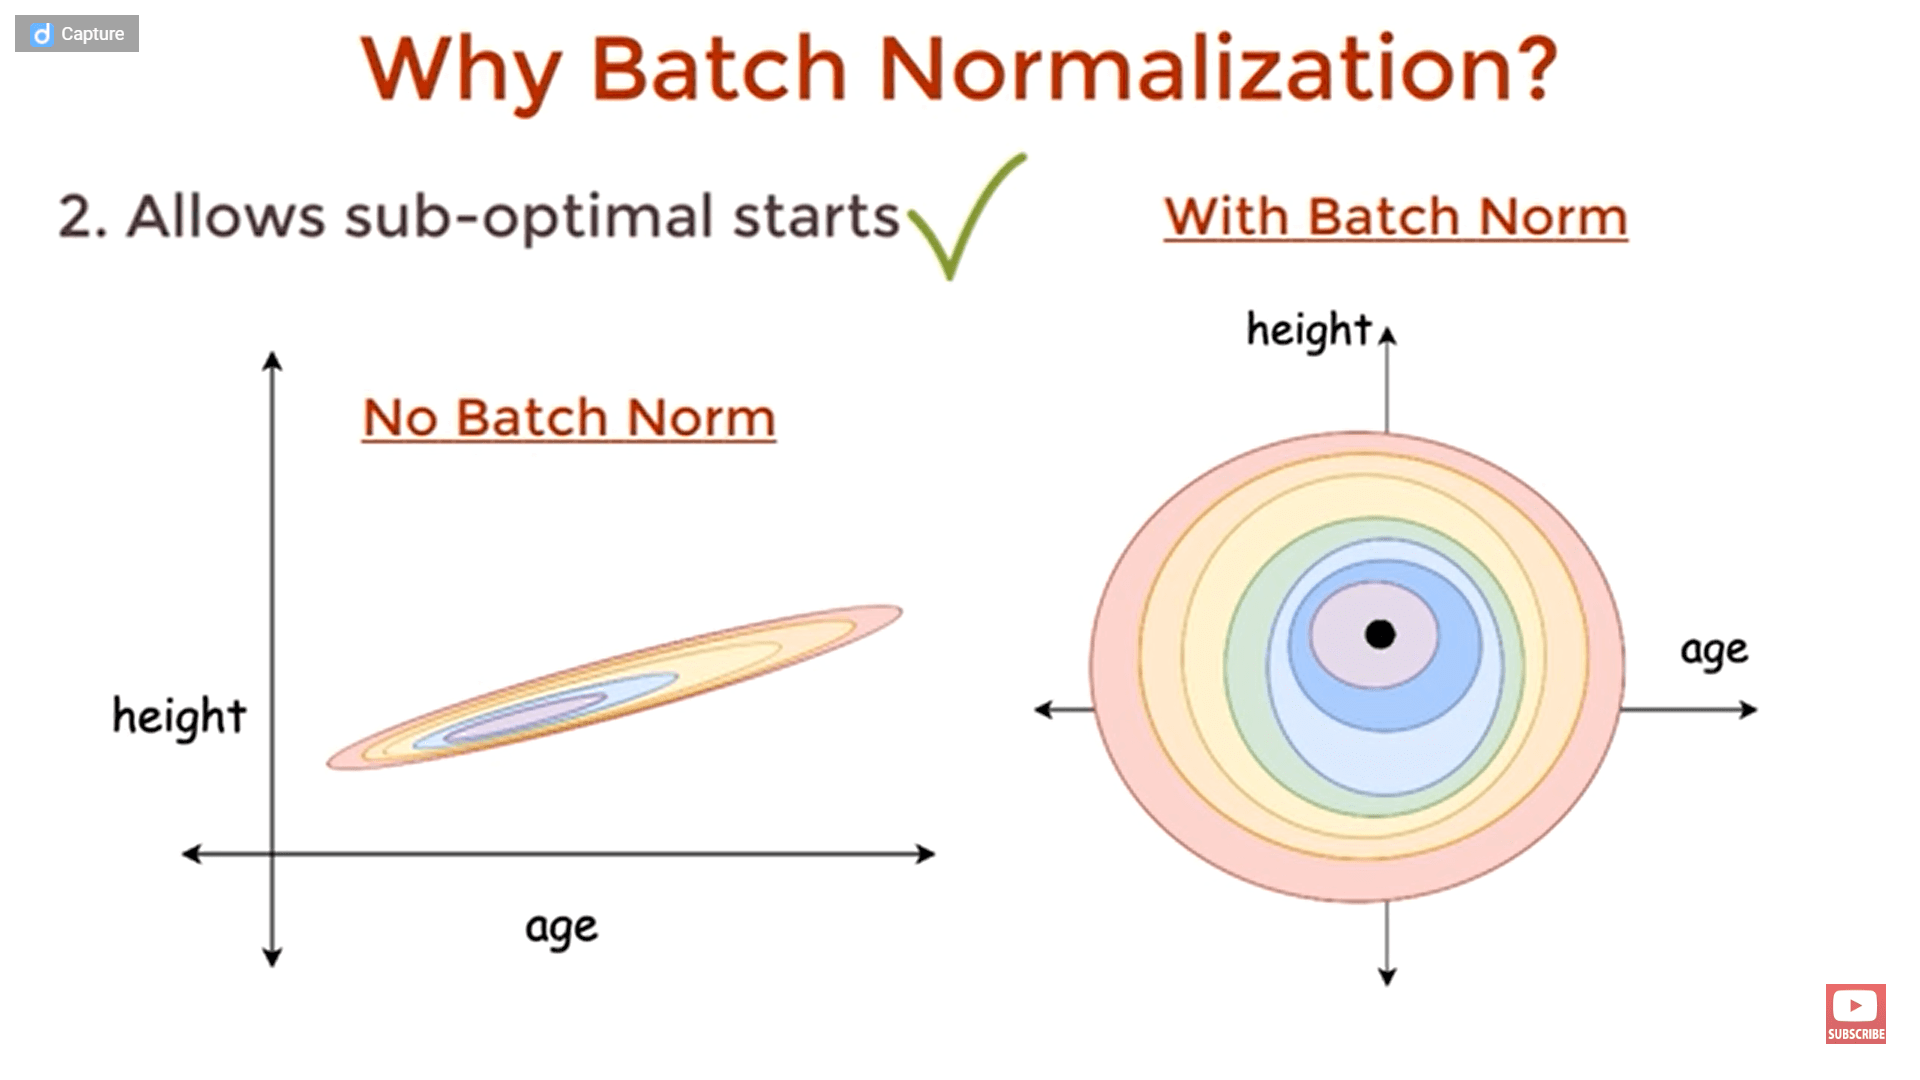 Capture
Why Batch Normalization?
2. Allows sub-optimal starts
With Batch Norm
height
No Batch Norm
age
height
age
SUBSCRIBE